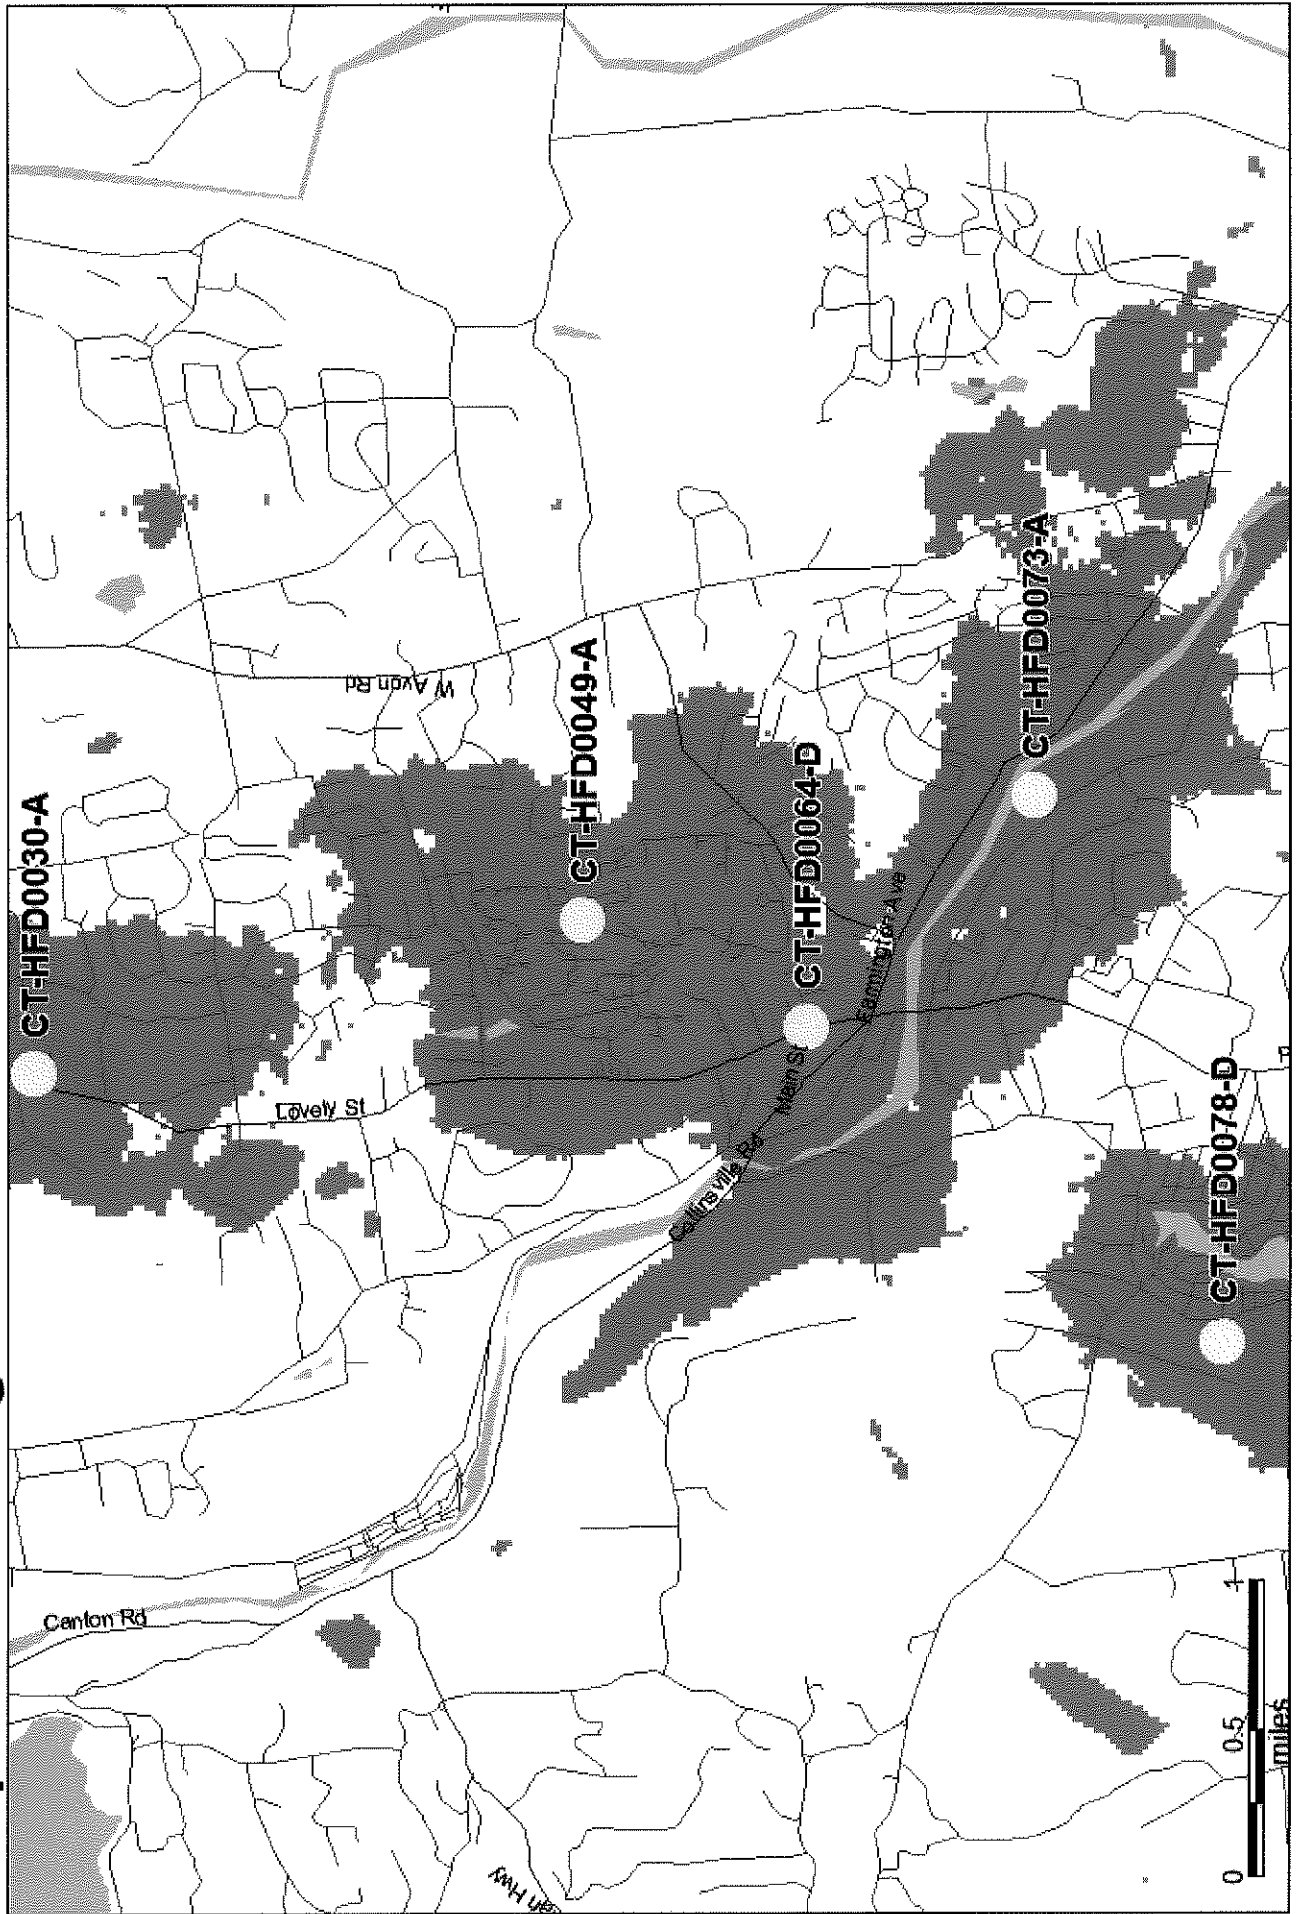 CT-HFD0030-A
CT-HFD0049-A
CT-HFD0064-D
CT-HFD0073-A
CT-HFD0078-D
W Avon Rd
Lovely St
Main St
Farmington Ave
Collinsville Rd
Canton Rd
Hwy
0 0.5 1
miles